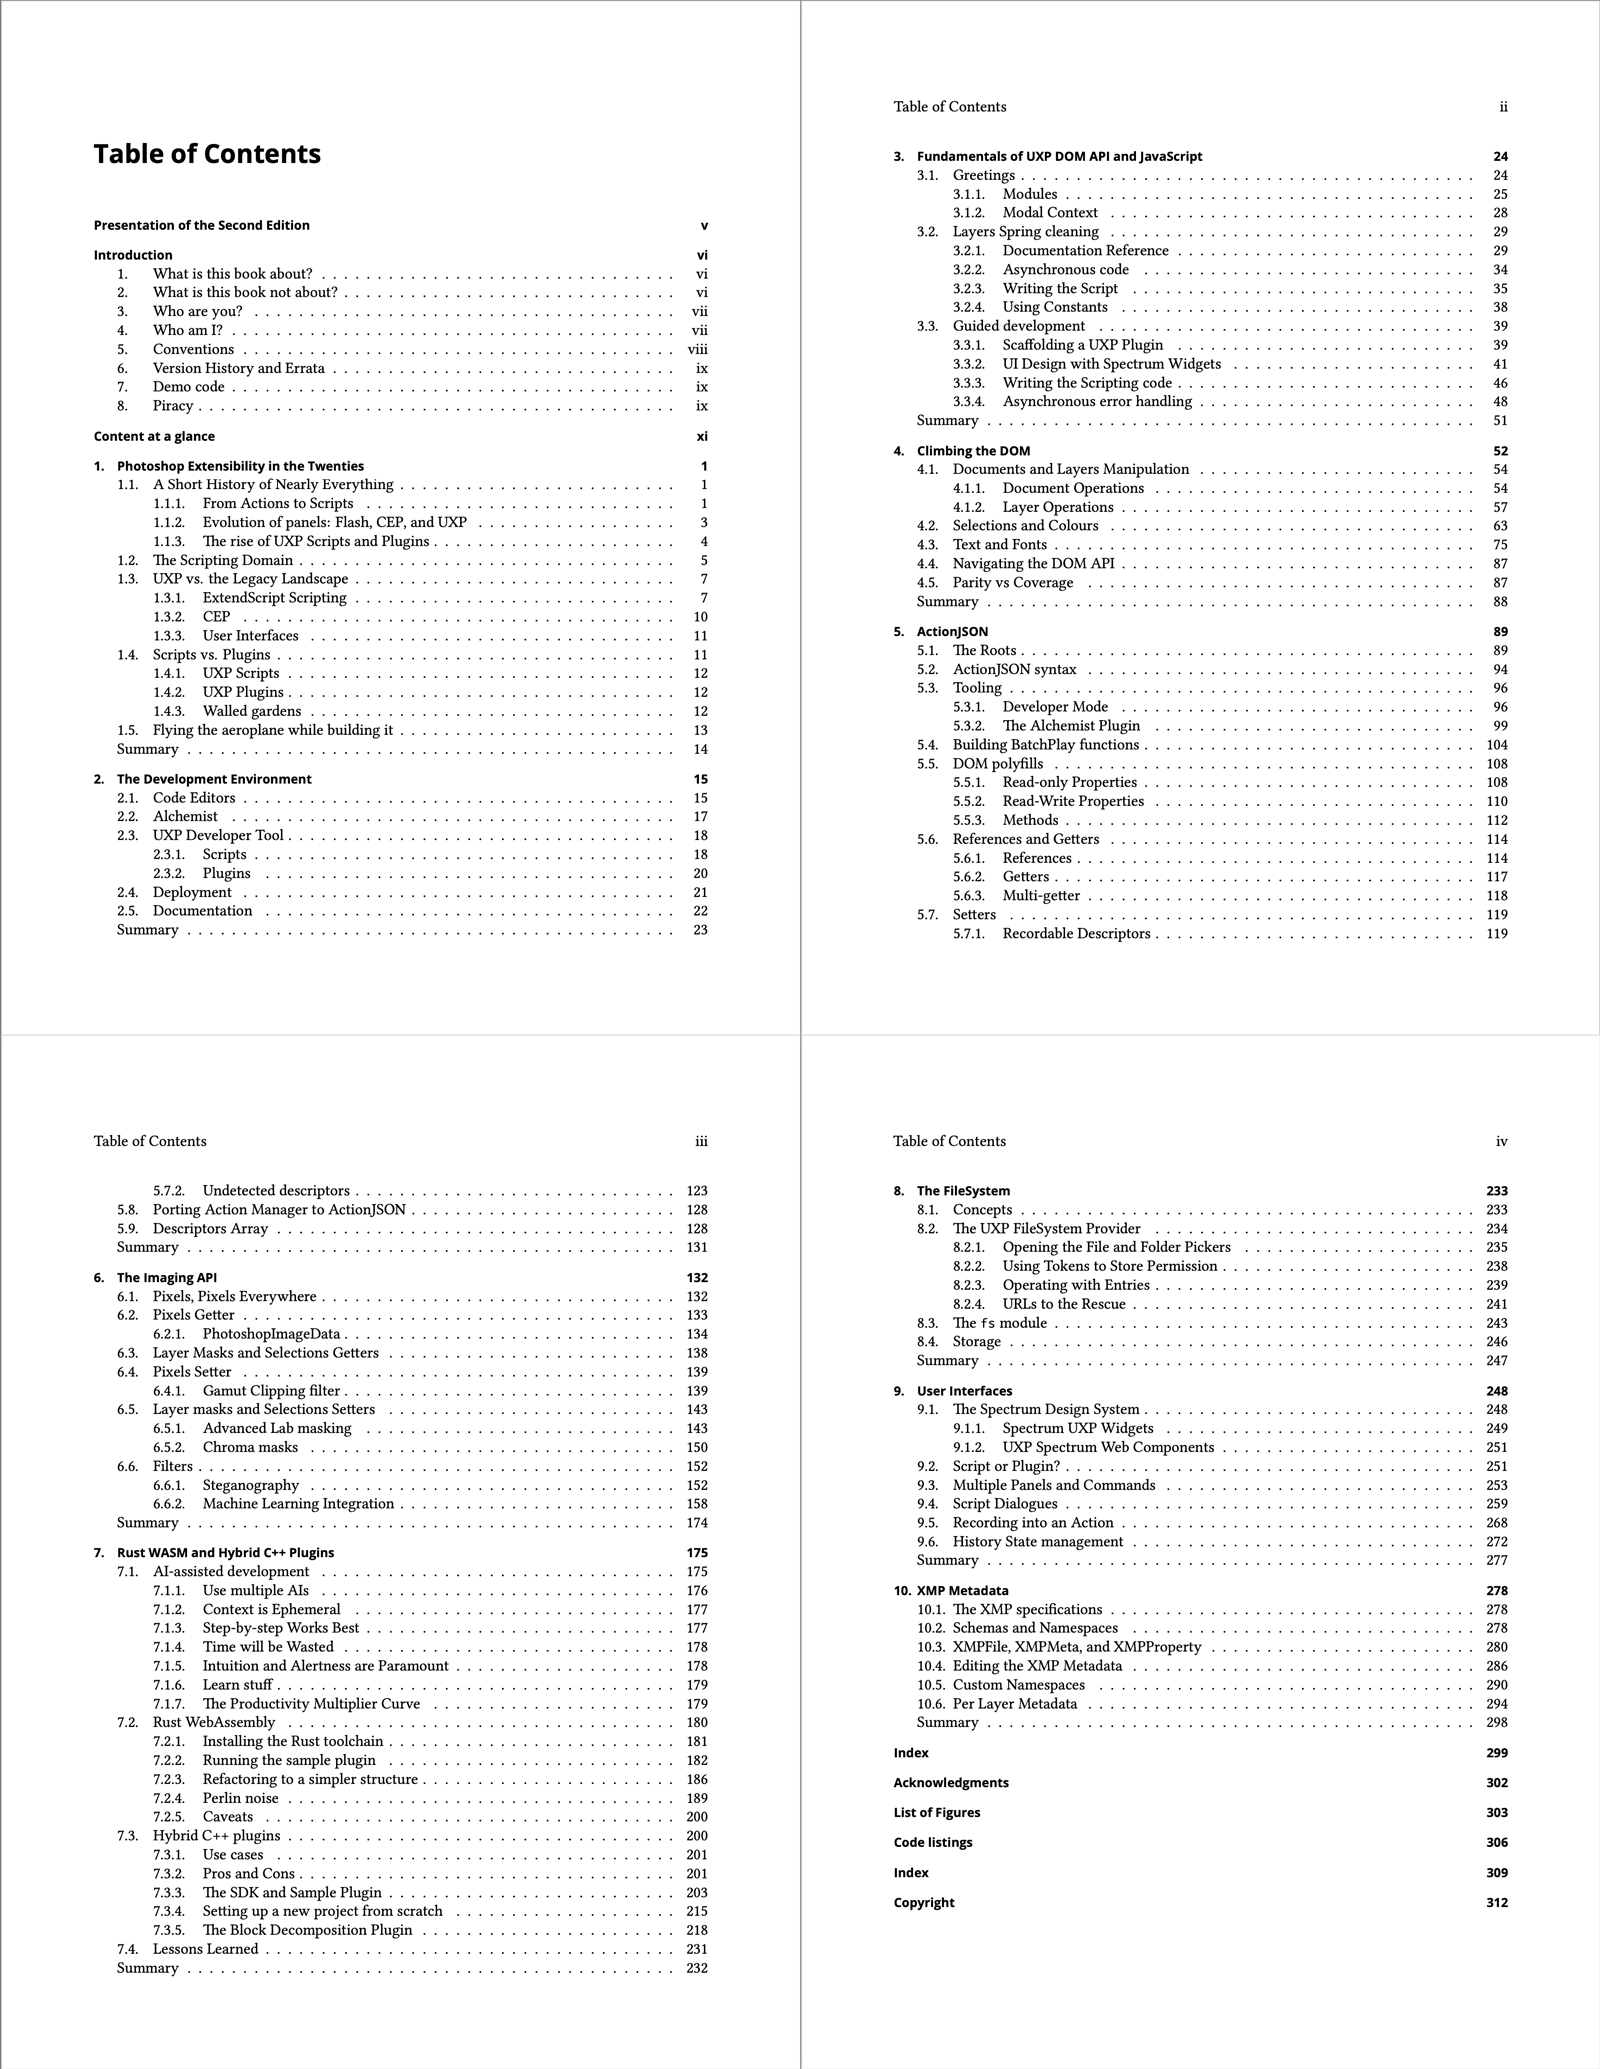 Table of Contents
Presentation of the Second Edition v
Introduction vi
1. What is this book about? vi
2. What is this book not about? vi
3. Who are you? vii
4. Who am I? vii
5. Conventions viii
6. Version History and Errata ix
7. Demo code ix
8. Piracy ix
Content at a glance xi
1. Photoshop Extensibility in the Twenties 1
1.1. A Short History of Nearly Everything 1
1.1.1. From Actions to Scripts 1
1.1.2. Evolution of panels: Flash, CEP, and UXP 3
1.1.3. The rise of UXP Scripts and Plugins 4
1.2. The Scripting Domain 5
1.3. UXP vs. the Legacy Landscape 7
1.3.1. ExtendScript Scripting 7
1.3.2. CEP 10
1.3.3. User Interfaces 11
1.4. Scripts vs. Plugins 11
1.4.1. UXP Scripts 12
1.4.2. UXP Plugins 12
1.4.3. Walled gardens 12
1.5. Flying the aeroplane while building it 13
Summary 14
2. The Development Environment 15
2.1. Code Editors 15
2.2. Alchemist 17
2.3. UXP Developer Tool 18
2.3.1. Scripts 18
2.3.2. Plugins 20
2.4. Deployment 21
2.5. Documentation 22
Summary 23
Table of Contents ii
3. Fundamentals of UXP DOM API and JavaScript 24
3.1. Greetings 24
3.1.1. Modules 25
3.1.2. Modal Context 28
3.2. Layers Spring cleaning 29
3.2.1. Documentation Reference 29
3.2.2. Asynchronous code 34
3.2.3. Writing the Script 35
3.2.4. Using Constants 38
3.3. Guided development 39
3.3.1. Scaffolding a UXP Plugin 39
3.3.2. UI Design with Spectrum Widgets 41
3.3.3. Writing the Scripting code 46
3.3.4. Asynchronous error handling 48
Summary 51
4. Climbing the DOM 52
4.1. Documents and Layers Manipulation 54
4.1.1. Document Operations 54
4.1.2. Layer Operations 57
4.2. Selections and Colours 63
4.3. Text and Fonts 75
4.4. Navigating the DOM API 87
4.5. Parity vs Coverage 87
Summary 88
5. ActionJSON 89
5.1. The Roots 89
5.2. ActionJSON syntax 94
5.3. Tooling 96
5.3.1. Developer Mode 96
5.3.2. The Alchemist Plugin 99
5.4. Building BatchPlay functions 104
5.5. DOM polyfills 108
5.5.1. Read-only Properties 108
5.5.2. Read-Write Properties 110
5.5.3. Methods 112
5.6. References and Getters 114
5.6.1. References 114
5.6.2. Getters 117
5.6.3. Multi-getter 118
5.7. Setters 119
5.7.1. Recordable Descriptors 119
Table of Contents iii
5.7.2. Undetected descriptors 123
5.8. Porting Action Manager to ActionJSON 128
5.9. Descriptors Array 128
Summary 131
6. The Imaging API 132
6.1. Pixels, Pixels Everywhere 132
6.2. Pixels Getter 133
6.2.1. PhotoshopImageData 134
6.3. Layer Masks and Selections Getters 138
6.4. Pixels Setter 139
6.4.1. Gamut Clipping filter 139
6.5. Layer masks and Selections Setters 143
6.5.1. Advanced Lab masking 143
6.5.2. Chroma masks 150
6.6. Filters 152
6.6.1. Steganography 152
6.6.2. Machine Learning Integration 158
Summary 174
7. Rust WASM and Hybrid C++ Plugins 175
7.1. AI-assisted development 175
7.1.1. Use multiple AIs 176
7.1.2. Context is Ephemeral 177
7.1.3. Step-by-step Works Best 177
7.1.4. Time will be Wasted 178
7.1.5. Intuition and Alertness are Paramount 178
7.1.6. Learn stuff 179
7.1.7. The Productivity Multiplier Curve 179
7.2. Rust WebAssembly 180
7.2.1. Installing the Rust toolchain 181
7.2.2. Running the sample plugin 182
7.2.3. Refactoring to a simpler structure 186
7.2.4. Perlin noise 189
7.2.5. Caveats 200
7.3. Hybrid C++ plugins 200
7.3.1. Use cases 201
7.3.2. Pros and Cons 201
7.3.3. The SDK and Sample Plugin 203
7.3.4. Setting up a new project from scratch 215
7.3.5. The Block Decomposition Plugin 218
7.4. Lessons Learned 231
Summary 232
Table of Contents iv
8. The FileSystem 233
8.1. Concepts 233
8.2. The UXP FileSystem Provider 234
8.2.1. Opening the File and Folder Pickers 235
8.2.2. Using Tokens to Store Permission 238
8.2.3. Operating with Entries 239
8.2.4. URLs to the Rescue 241
8.3. The fs module 243
8.4. Storage 246
Summary 247
9. User Interfaces 248
9.1. The Spectrum Design System 248
9.1.1. Spectrum UXP Widgets 249
9.1.2. UXP Spectrum Web Components 251
9.2. Script or Plugin? 251
9.3. Multiple Panels and Commands 253
9.4. Script Dialogues 259
9.5. Recording into an Action 268
9.6. History State management 272
Summary 277
10. XMP Metadata 278
10.1. The XMP specifications 278
10.2. Schemas and Namespaces 278
10.3. XMPFile, XMPMeta, and XMPProperty 280
10.4. Editing the XMP Metadata 286
10.5. Custom Namespaces 290
10.6. Per Layer Metadata 294
Summary 298
Index 299
Acknowledgments 302
List of Figures 303
Code listings 306
Index 309
Copyright 312